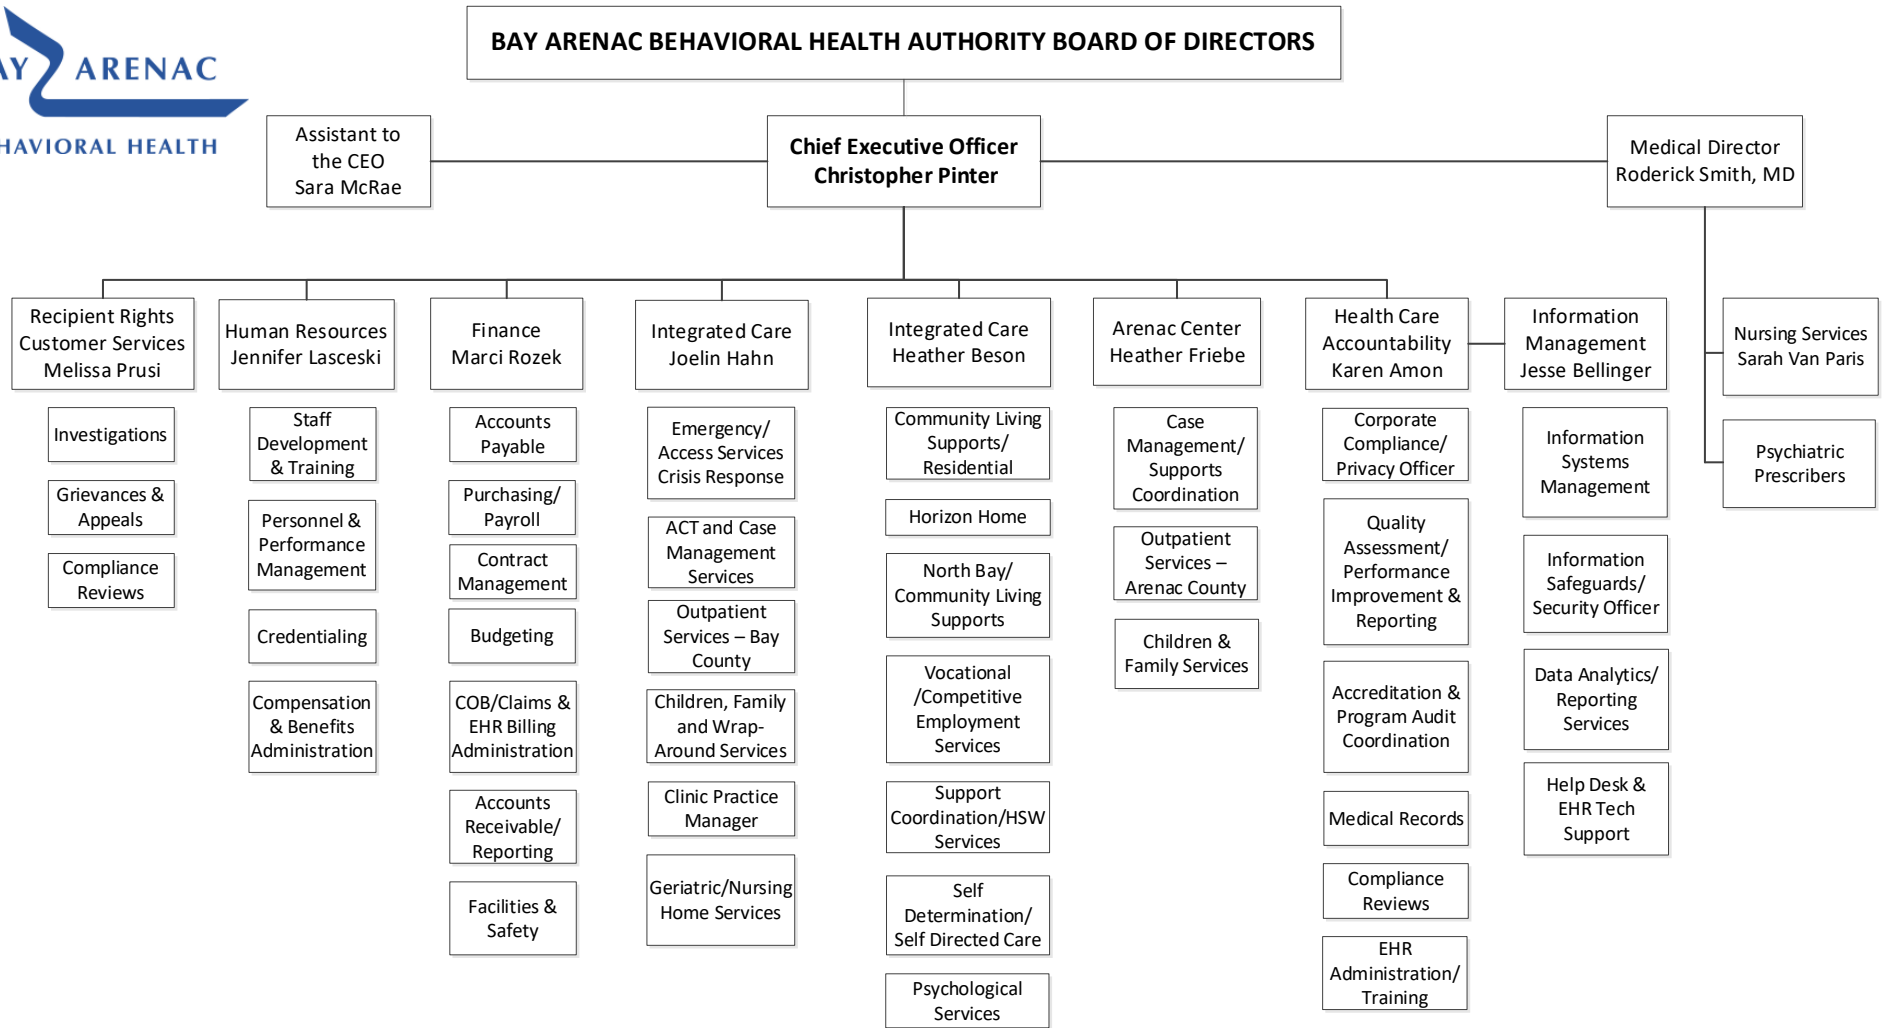 AY ARENAC
HAVIORAL HEALTH
BAY ARENAC BEHAVIORAL HEALTH AUTHORITY BOARD OF DIRECTORS
Assistant to
the CEO
Sara McRae
Chief Executive Officer
Christopher Pinter
Medical Director
Roderick Smith, MD
Recipient Rights
Customer Services
Melissa Prusi
Human Resources
Jennifer Lasceski
Finance
Marci Rozek
Integrated Care
Joelin Hahn
Integrated Care
Heather Beson
Arenac Center
Heather Friebe
Health Care
Accountability
Karen Amon
Information
Management
Jesse Bellinger
Nursing Services
Sarah Van Paris
Psychiatric
Prescribers
Investigations
Grievances &
Appeals
Compliance
Reviews
Staff
Development
& Training
Personnel &
Performance
Management
Credentialing
Compensation
& Benefits
Administration
Accounts
Payable
Purchasing/
Payroll
Contract
Management
Budgeting
COB/Claims &
EHR Billing
Administration
Accounts
Receivable/
Reporting
Facilities &
Safety
Emergency/
Access Services
Crisis Response
ACT and Case
Management
Services
Outpatient
Services – Bay
County
Children, Family
and Wrap-
Around Services
Clinic Practice
Manager
Geriatric/Nursing
Home Services
Community Living
Supports/
Residential
Horizon Home
North Bay/
Community Living
Supports
Vocational
/Competitive
Employment
Services
Support
Coordination/HSW
Services
Self
Determination/
Self Directed Care
Psychological
Services
Case
Management/
Supports
Coordination
Outpatient
Services –
Arenac County
Children &
Family Services
Corporate
Compliance/
Privacy Officer
Quality
Assessment/
Performance
Improvement &
Reporting
Accreditation &
Program Audit
Coordination
Medical Records
Compliance
Reviews
EHR
Administration/
Training
Information
Systems
Management
Information
Safeguards/
Security Officer
Data Analytics/
Reporting
Services
Help Desk &
EHR Tech
Support